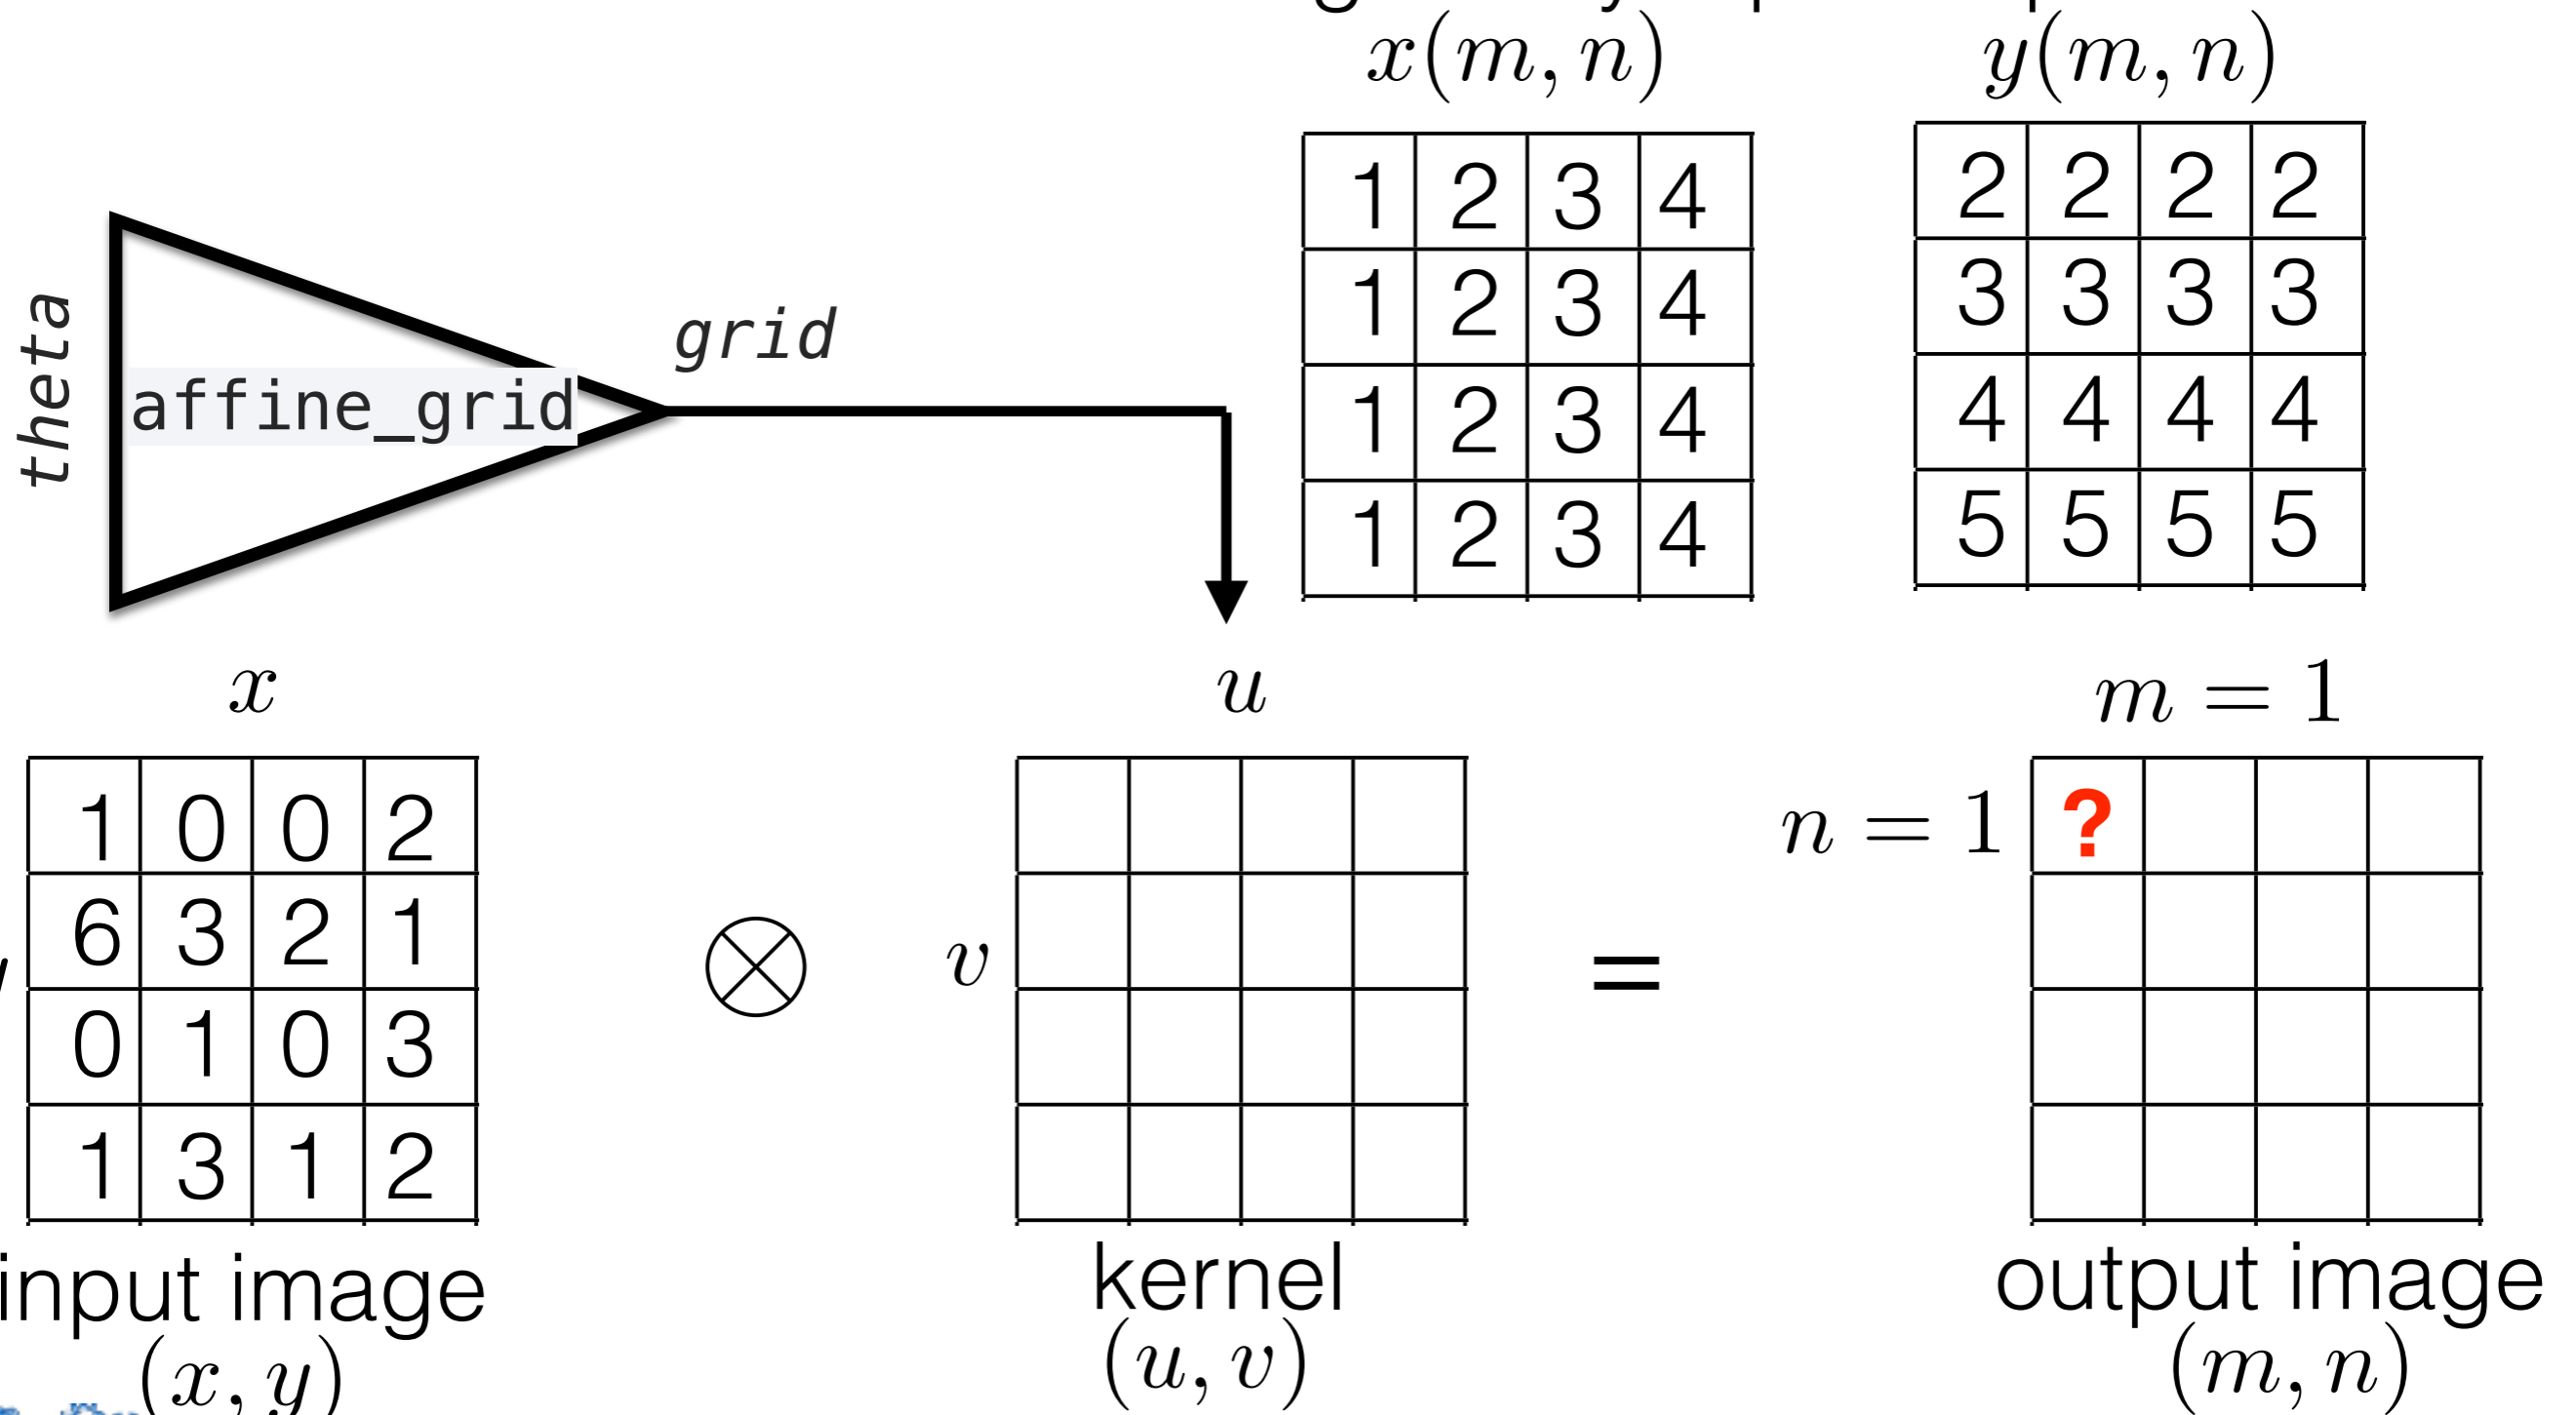 x(m, n) y(m, n)
1 2 3 4
1 2 3 4
1 2 3 4
1 2 3 4
2 2 2 2
3 3 3 3
4 4 4 4
5 5 5 5
theta
affine_grid
grid
x
1 0 0 2
6 3 2 1
0 1 0 3
1 3 1 2
input image
(x, y)
⊗
u
v
kernel
(u, v)
=
m = 1
n = 1
?
output image
(m, n)